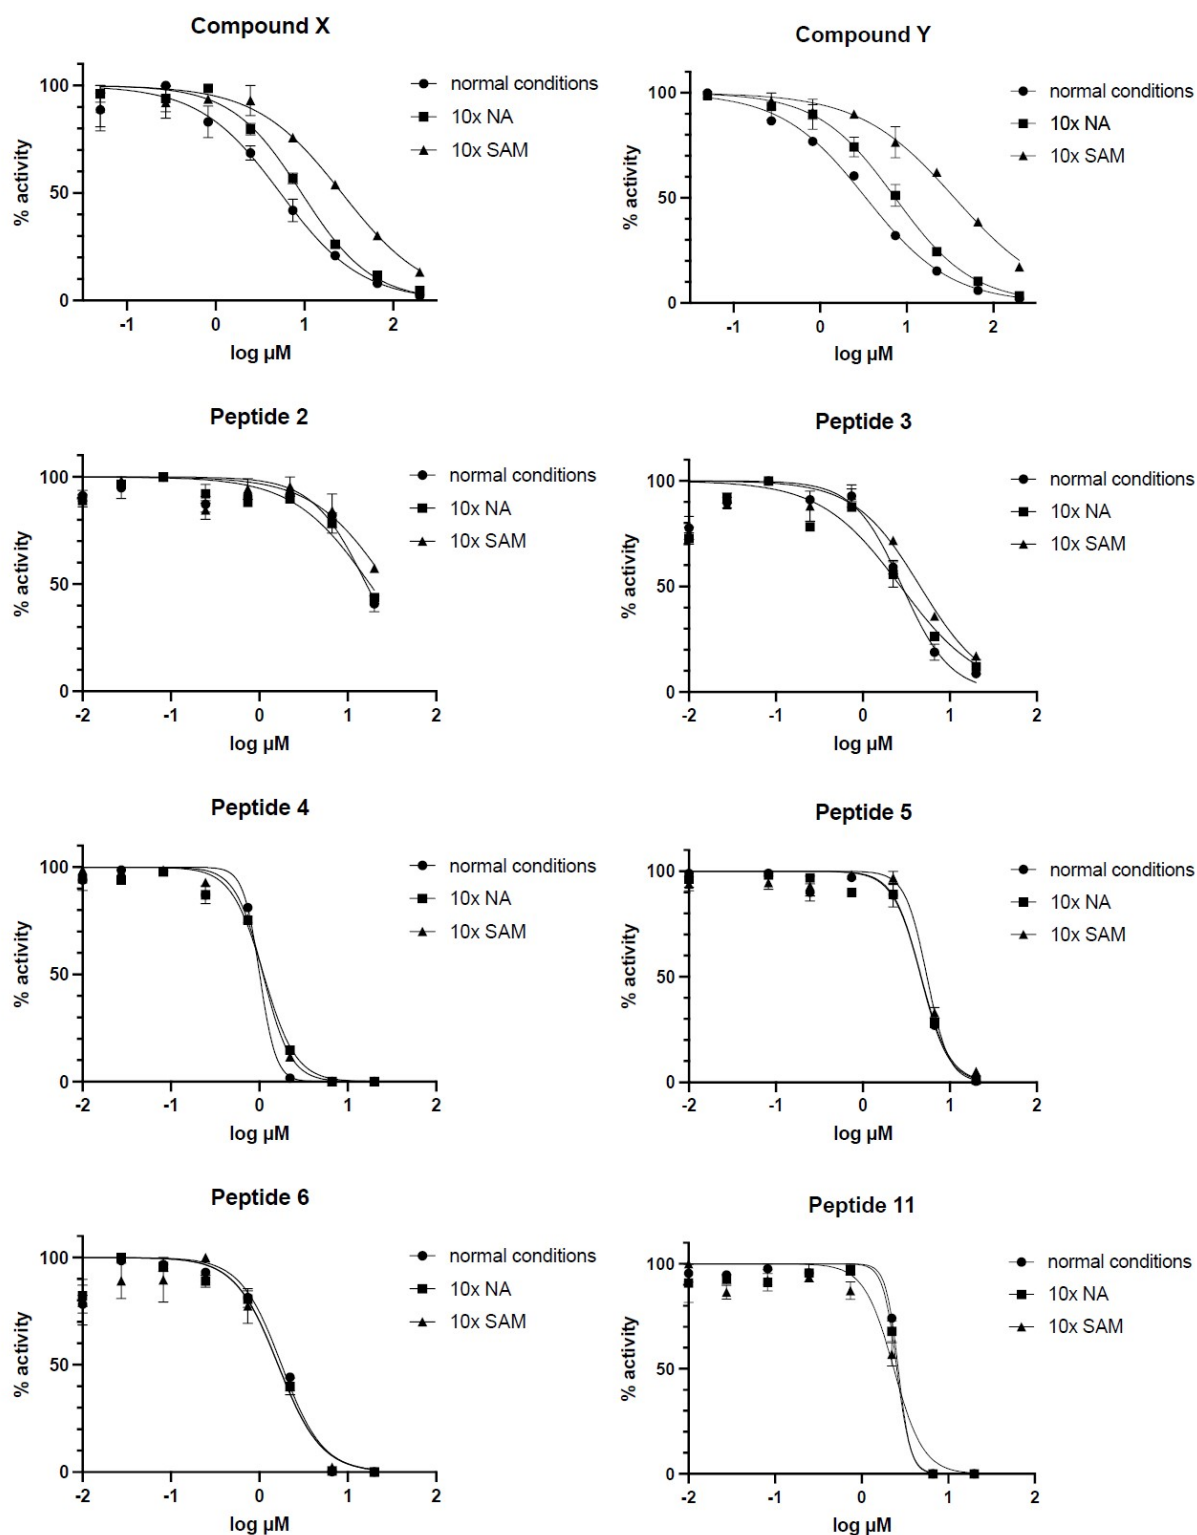 Compound X
100
50
0
-1
0
1
2
% activity
log µM
normal conditions
10x NA
10x SAM
Compound Y
100
50
0
-1
0
1
2
% activity
log µM
normal conditions
10x NA
10x SAM
Peptide 2
100
50
0
-2
-1
0
1
2
% activity
log µM
normal conditions
10x NA
10x SAM
Peptide 3
100
50
0
-2
-1
0
1
2
% activity
log µM
normal conditions
10x NA
10x SAM
Peptide 4
100
50
0
-2
-1
0
1
2
% activity
log µM
normal conditions
10x NA
10x SAM
Peptide 5
100
50
0
-2
-1
0
1
2
% activity
log µM
normal conditions
10x NA
10x SAM
Peptide 6
100
50
0
-2
-1
0
1
2
% activity
log µM
normal conditions
10x NA
10x SAM
Peptide 11
100
50
0
-2
-1
0
1
2
% activity
log µM
normal conditions
10x NA
10x SAM